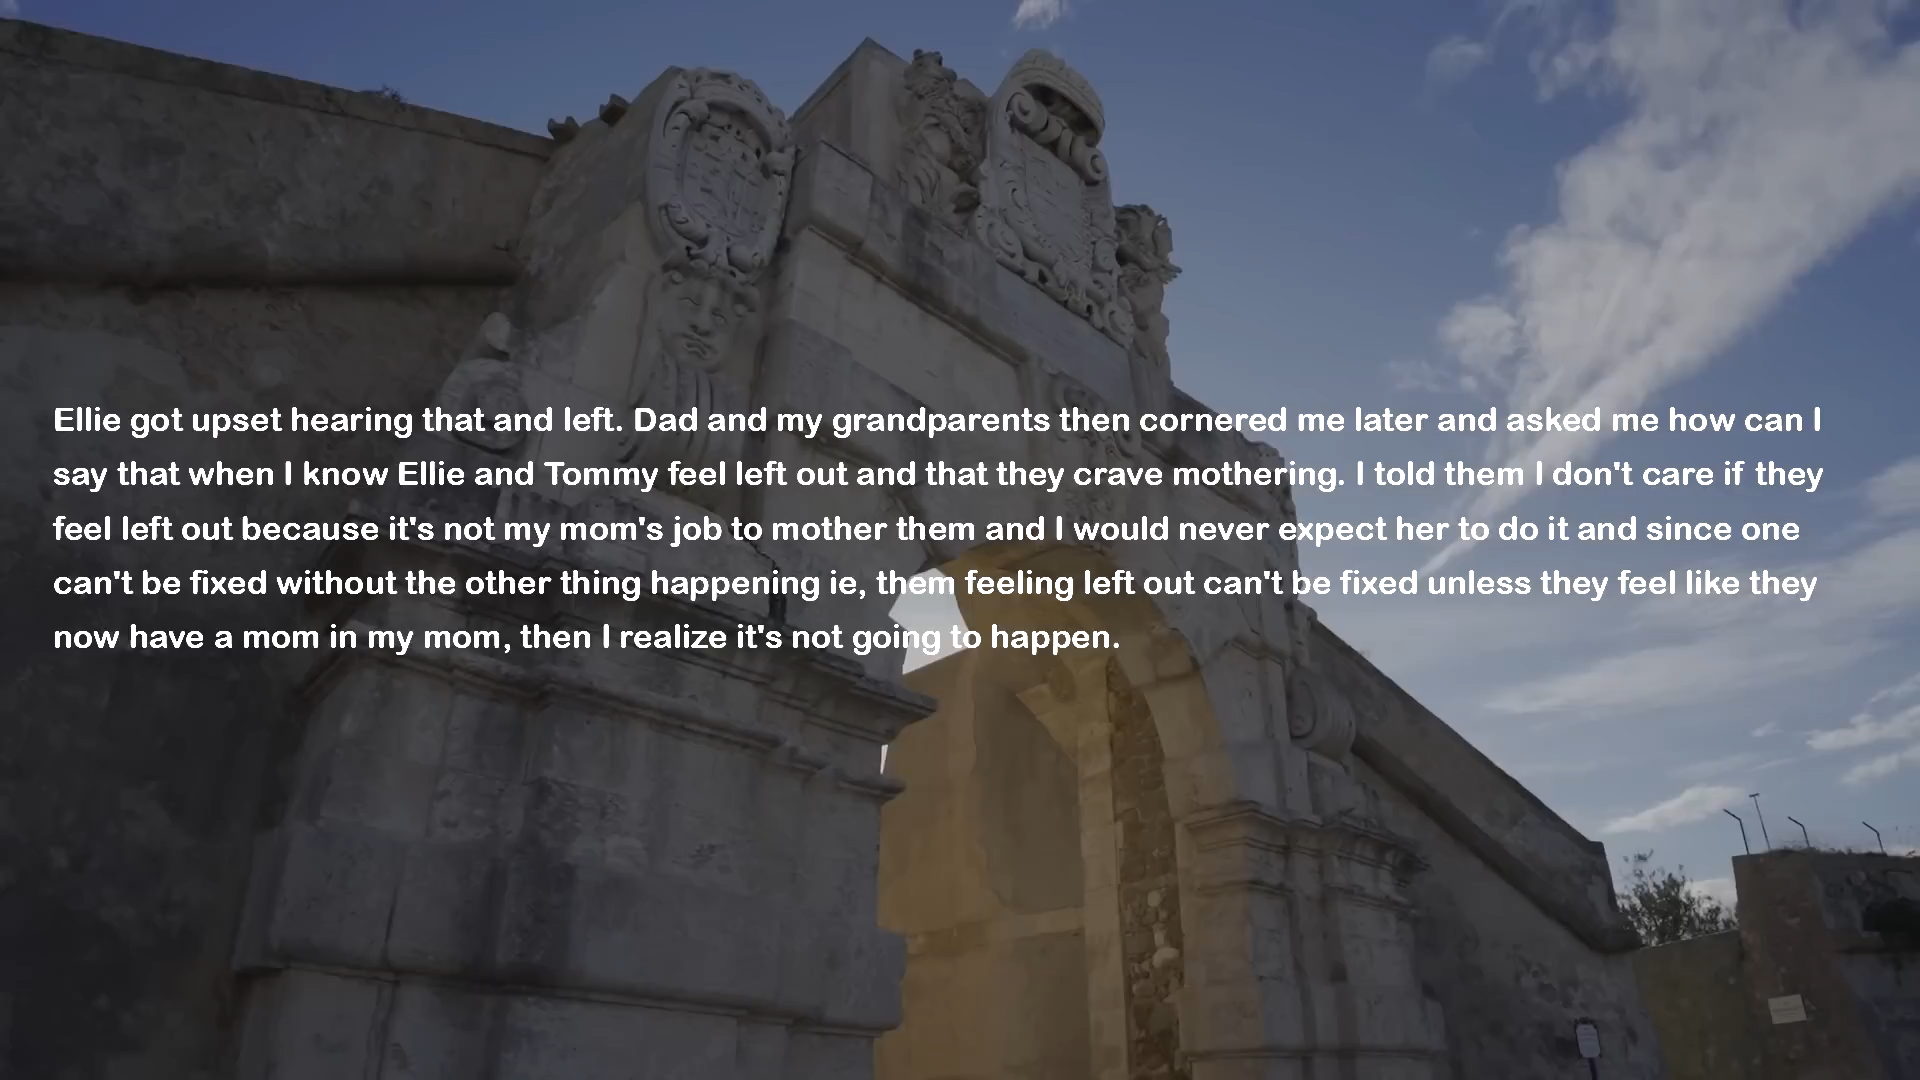 Ellie got upset hearing that and left. Dad and my grandparents then cornered me later and asked me how can I
say that when I know Ellie and Tommy feel left out and that they crave mothering. I told them I don't care if they
feel left out because it's not my mom's job to mother them and I would never expect her to do it and since one
can't be fixed without the other thing happening ie, them feeling left out can't be fixed unless they feel like they
now have a mom in my mom, then I realize it's not going to happen.